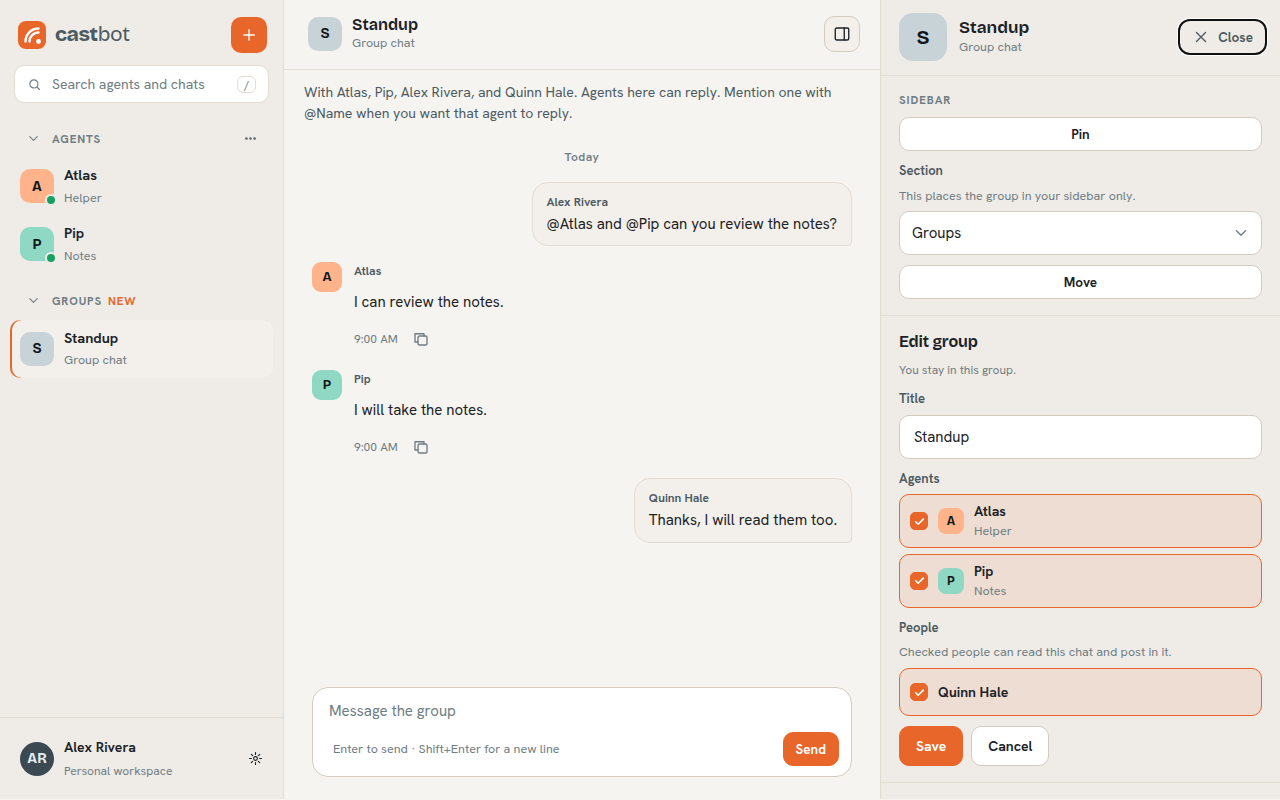 castbot
Search agents and chats /
AGENTS
A Atlas
Helper
P Pip
Notes
GROUPS NEW
S Standup
Group chat
AR Alex Rivera
Personal workspace
S Standup
Group chat
With Atlas, Pip, Alex Rivera, and Quinn Hale. Agents here can reply. Mention one with
@Name when you want that agent to reply.
Today
Alex Rivera
@Atlas and @Pip can you review the notes?
A Atlas
I can review the notes.
9:00 AM
P Pip
I will take the notes.
9:00 AM
Quinn Hale
Thanks, I will read them too.
Message the group
Enter to send · Shift+Enter for a new line
Send
S Standup
Group chat
Close
SIDEBAR
Pin
Section
This places the group in your sidebar only.
Groups
Move
Edit group
You stay in this group.
Title
Standup
Agents
A Atlas
Helper
P Pip
Notes
People
Checked people can read this chat and post in it.
Quinn Hale
Save Cancel